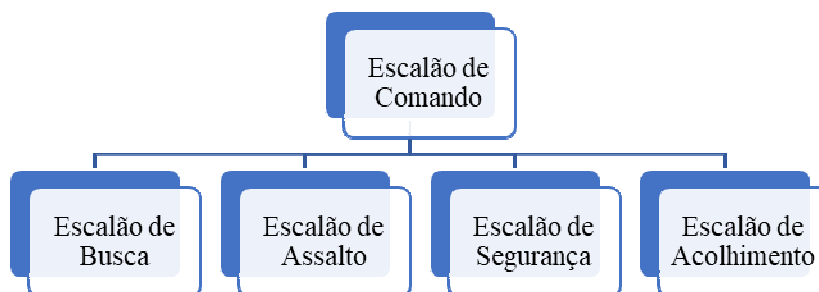 Escalão de
Comando
Escalão de
Busca
Escalão de
Assalto
Escalão de
Segurança
Escalão de
Acolhimento